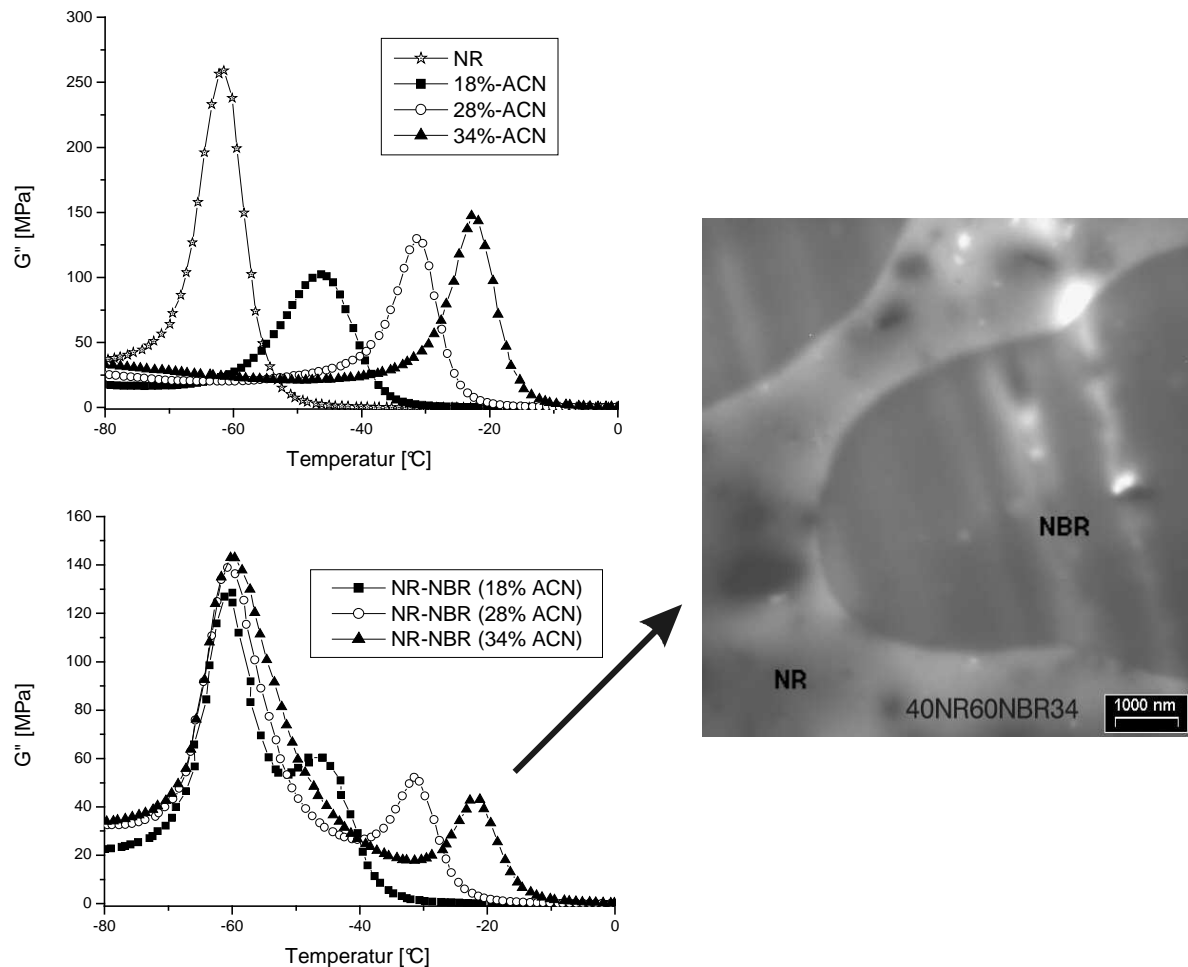 300
250
200
150
100
50
0
G" [MPa]
NR
18%-ACN
28%-ACN
34%-ACN
-80 -60 -40 -20 0
Temperatur [°C]
160
140
120
100
80
60
40
20
0
G" [MPa]
NR-NBR (18% ACN)
NR-NBR (28% ACN)
NR-NBR (34% ACN)
-80 -60 -40 -20 0
Temperatur [°C]
NBR
NR
40NR60NBR34
1000 nm